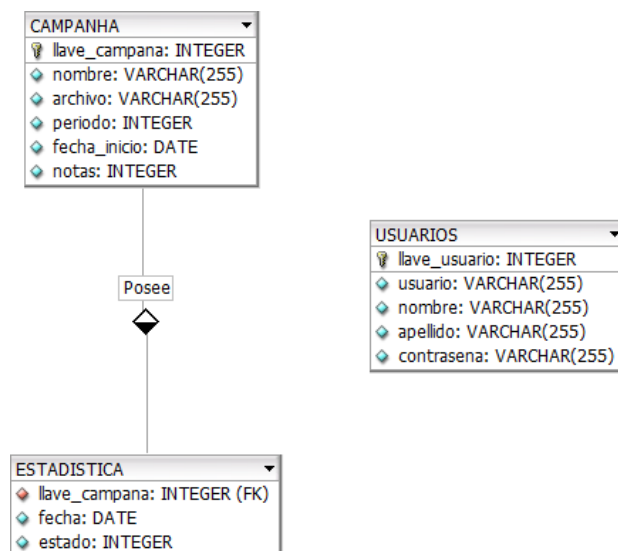 CAMPANHA
llave_campana: INTEGER
nombre: VARCHAR(255)
archivo: VARCHAR(255)
periodo: INTEGER
fecha_inicio: DATE
notas: INTEGER
Posee
USUARIOS
llave_usuario: INTEGER
usuario: VARCHAR(255)
nombre: VARCHAR(255)
apellido: VARCHAR(255)
contrasena: VARCHAR(255)
ESTADISTICA
llave_campana: INTEGER (FK)
fecha: DATE
estado: INTEGER